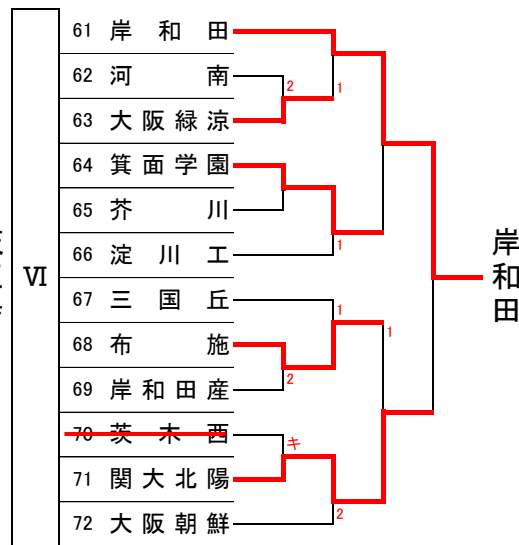 VI
61 岸和田
62 河南
2
63 大阪緑涼
1
64 箕面学園
65 芥川
1
66 淀川工
67 三国丘
1
1
68 布施
2
69 岸和田産
70 茨木西
キ
71 関大北陽
2
72 大阪朝鮮
岸和田